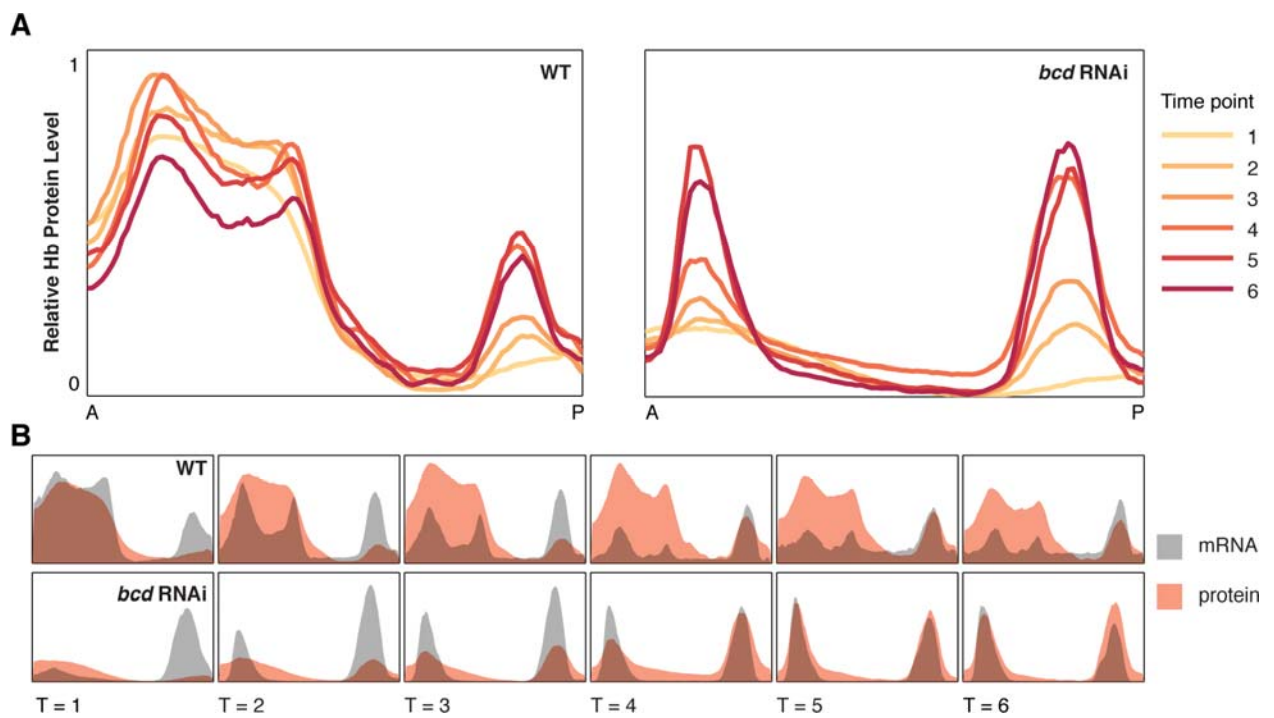 A
Relative Hb Protein Level
1
0
WT
A
P
bcd RNAi
A
P
Time point
1
2
3
4
5
6
B
WT
bcd RNAi
mRNA
protein
T = 1
T = 2
T = 3
T = 4
T = 5
T = 6